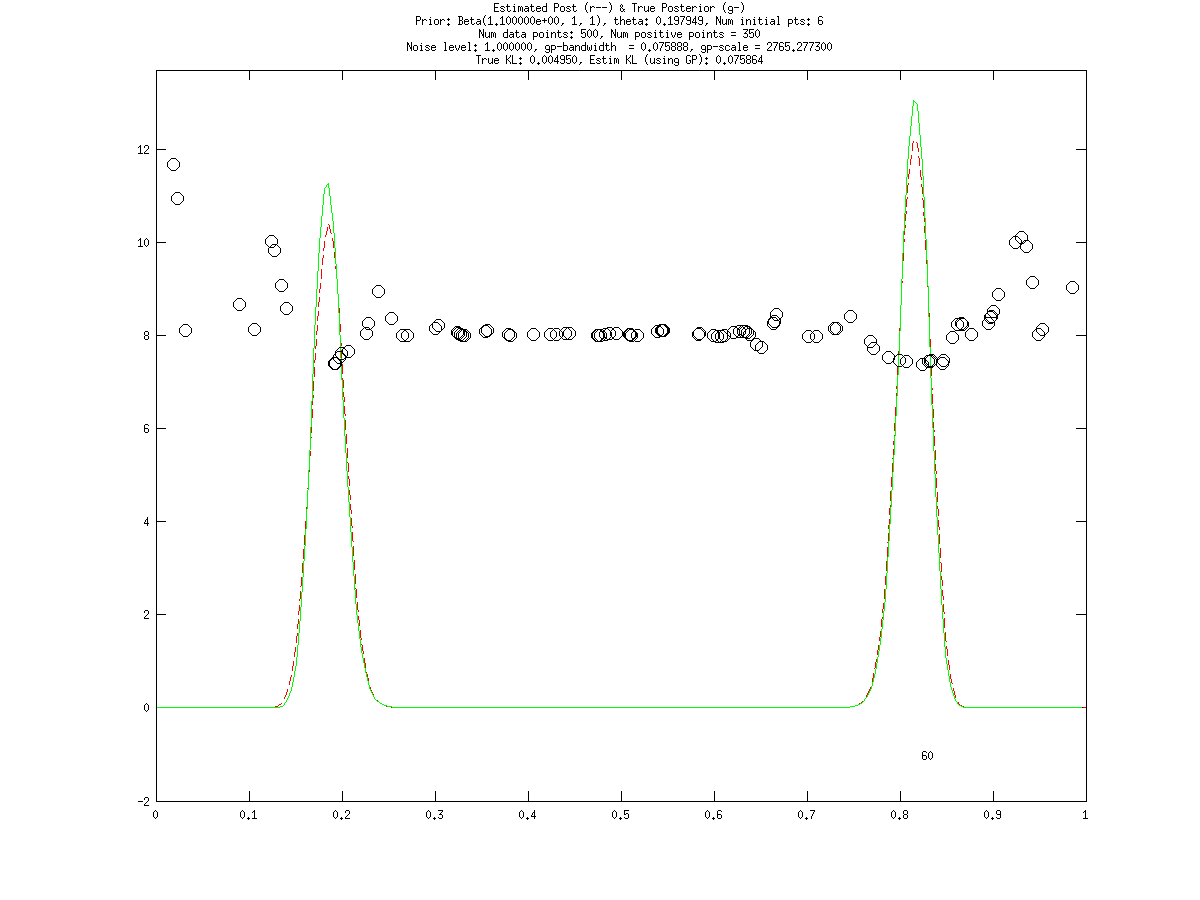 Estimated Post (r--) & True Posterior (g-)
Prior: Beta(1.100000e+00, 1, 1), theta: 0.197949, Num initial pts: 6
Num data points: 500, Num positive points = 350
Noise level: 1.000000, gp-bandwidth  = 0.075888, gp-scale = 2765.277300
True KL: 0.004950, Estim KL (using GP): 0.075864
12
10
8
6
4
2
0
60
-2
0 0.1 0.2 0.3 0.4 0.5 0.6 0.7 0.8 0.9 1